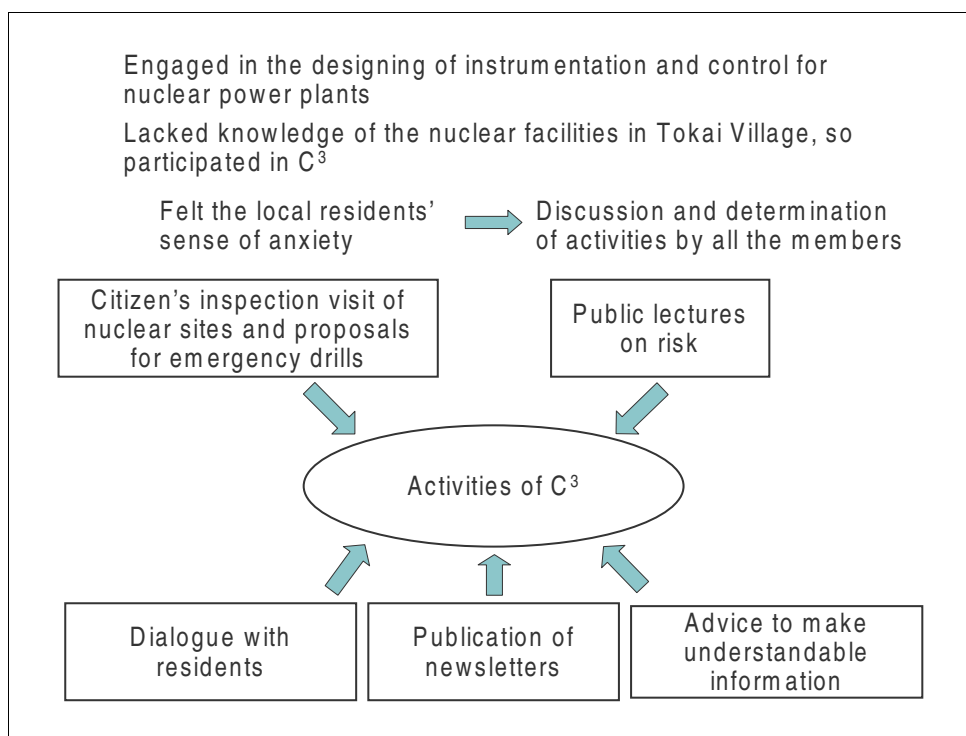 Engaged in the designing of instrumentation and control for
nuclear power plants
Lacked knowledge of the nuclear facilities in Tokai Village, so
participated in C³
Felt the local residents’
sense of anxiety
Discussion and determination
of activities by all the members
Citizen’s inspection visit of
nuclear sites and proposals
for emergency drills
Public lectures
on risk
Activities of C³
Dialogue with
residents
Publication of
newsletters
Advice to make
understandable
information